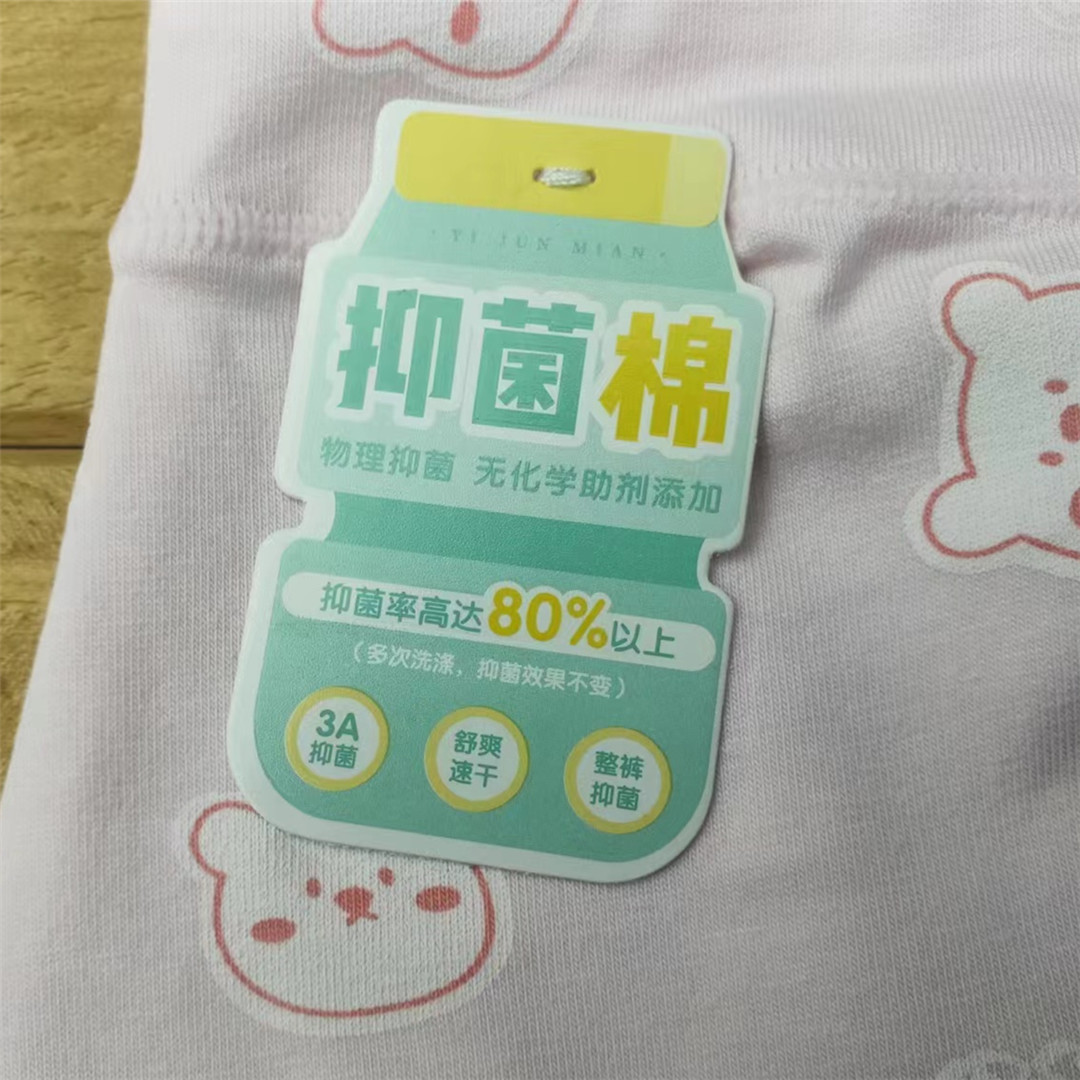 · YI JUN MIAN ·
抑菌棉
物理抑菌 无化学助剂添加
抑菌率高达80%以上
（多次洗涤，抑菌效果不变）
3A
抑菌
舒爽
速干
整裤
抑菌